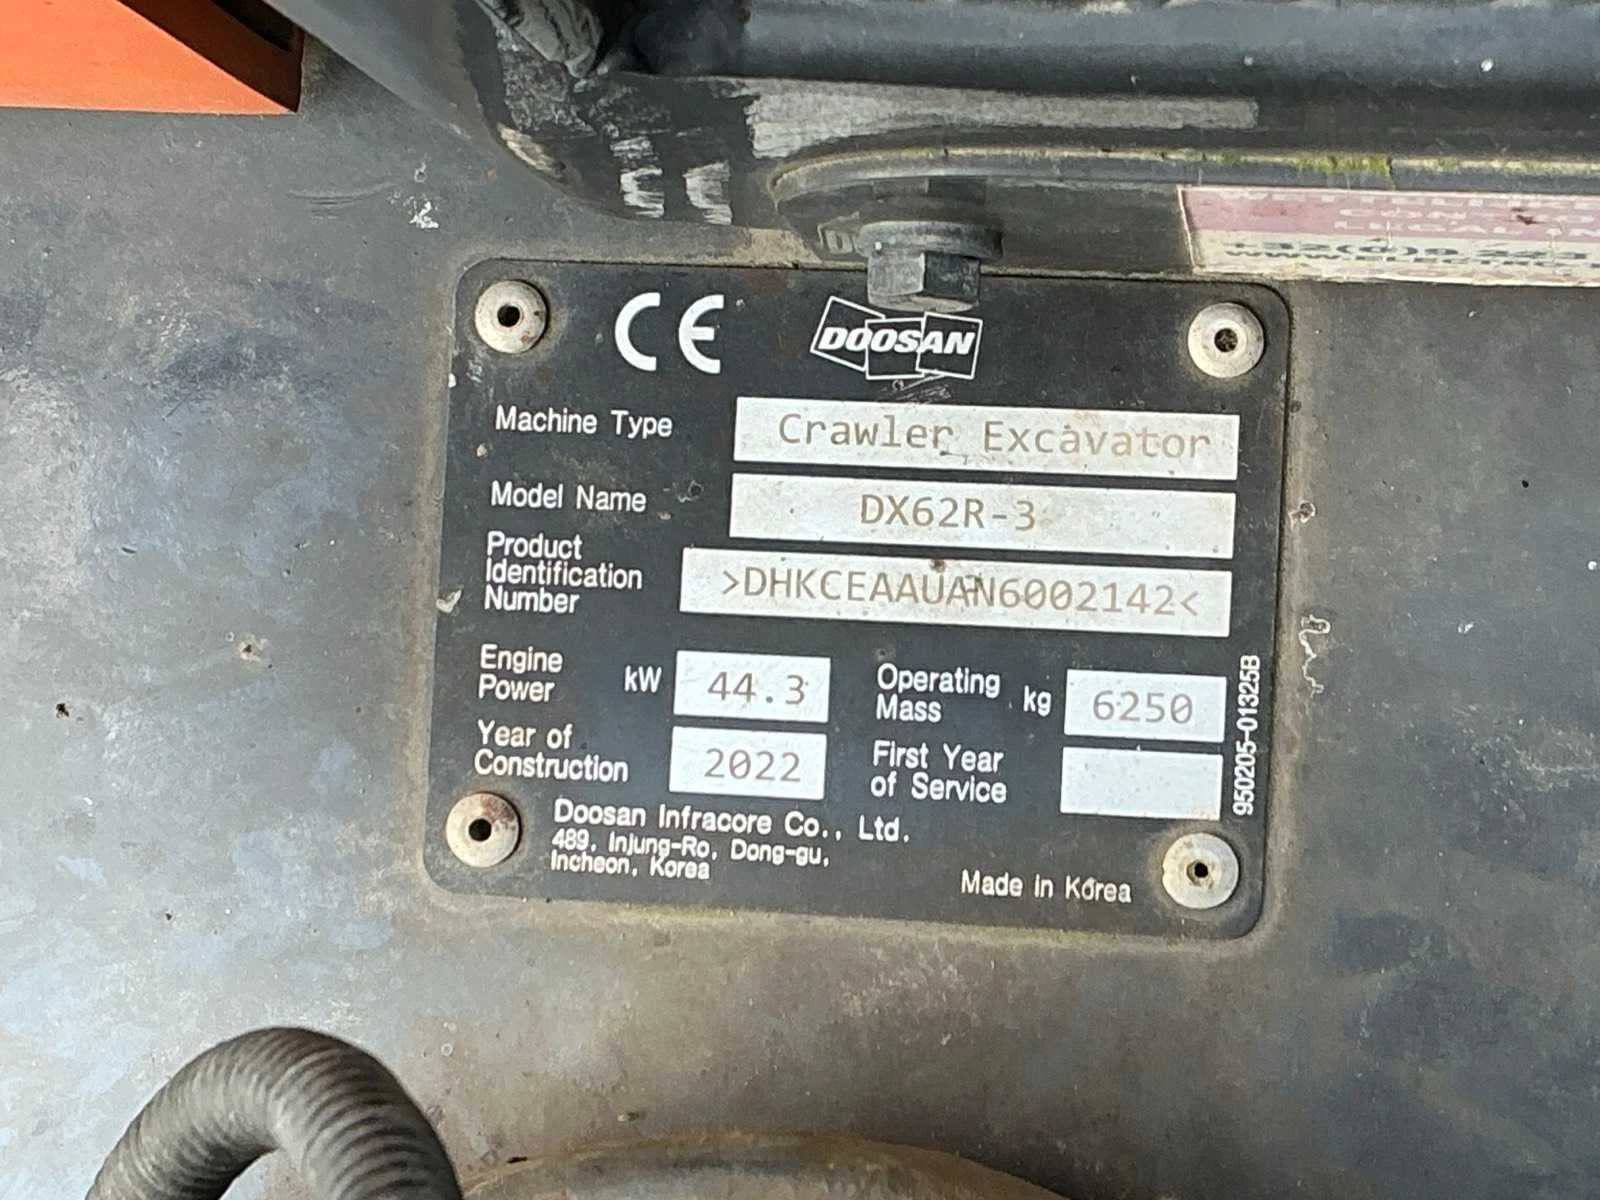 CE
DOOSAN
Machine Type Crawler Excavator
Model Name DX62R-3
Product
Identification
Number >DHKCEAAUAN6002142<
Engine
Power kW 44.3
Operating
Mass kg 6250
Year of
Construction 2022
First Year
of Service
950205-01325B
Doosan Infracore Co., Ltd.
489, Injung-Ro, Dong-gu,
Incheon, Korea
Made in Korea